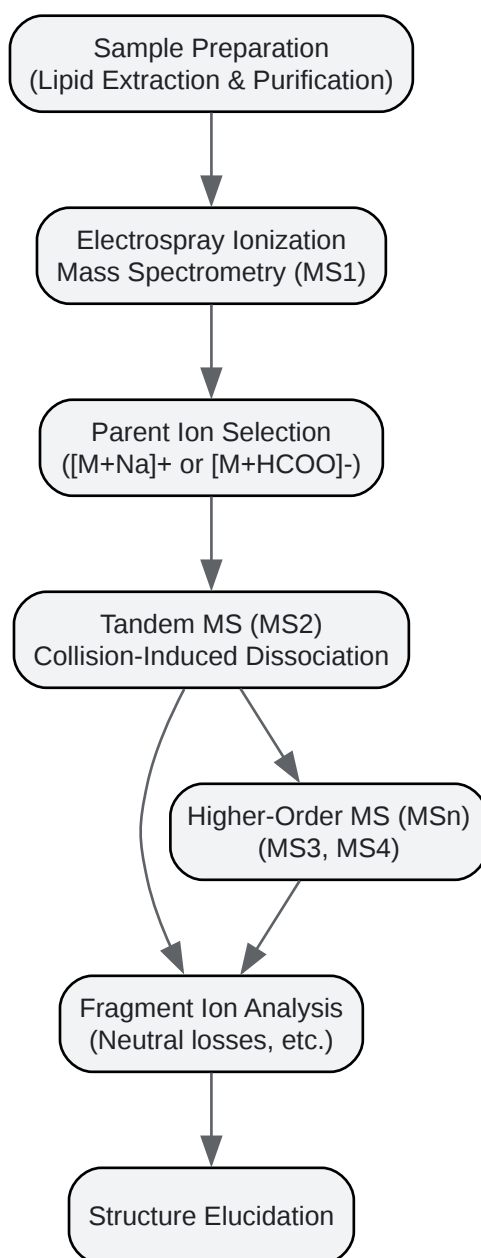 Sample Preparation
(Lipid Extraction & Purification)
Electrospray Ionization
Mass Spectrometry (MS1)
Parent Ion Selection
([M+Na]+ or [M+HCOO]-)
Tandem MS (MS2)
Collision-Induced Dissociation
Higher-Order MS (MSn)
(MS3, MS4)
Fragment Ion Analysis
(Neutral losses, etc.)
Structure Elucidation